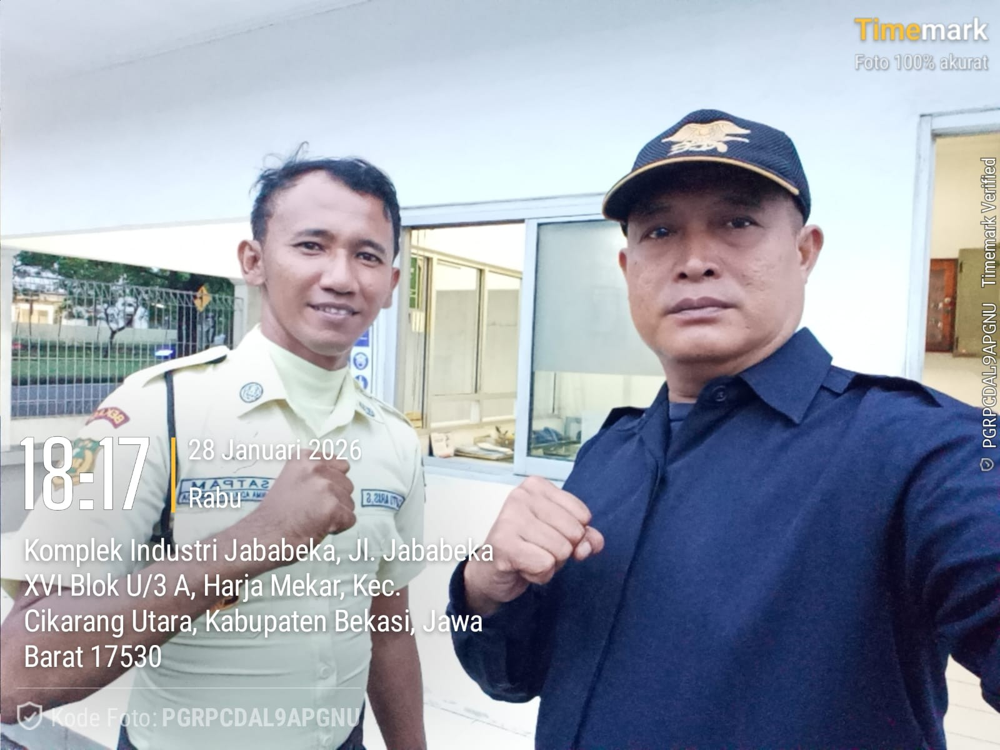 Timemark
Foto 100% akurat
PGRPCDAL9APGNU Timemark Verified
BEKASI
SATPAM
18:17
28 Januari 2026
Rabu
Komplek Industri Jababeka, Jl. Jababeka
XVI Blok U/3 A, Harja Mekar, Kec.
Cikarang Utara, Kabupaten Bekasi, Jawa
Barat 17530
Kode Foto: PGRPCDAL9APGNU